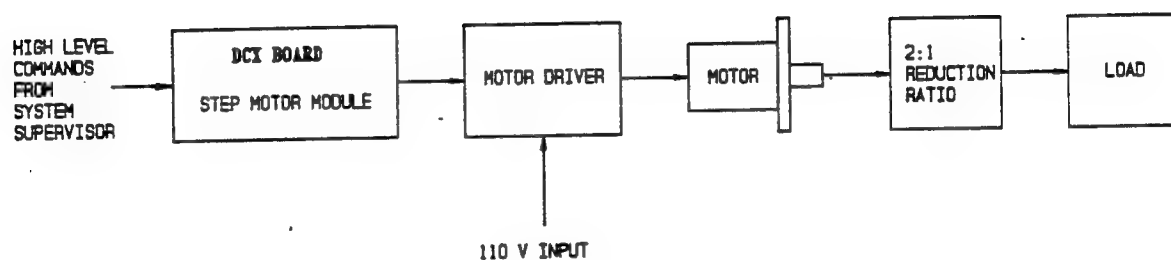 HIGH LEVEL
COMMANDS
FROM
SYSTEM
SUPERVISOR
DCX BOARD
STEP MOTOR MODULE
MOTOR DRIVER
110 V INPUT
MOTOR
2:1
REDUCTION
RATIO
LOAD